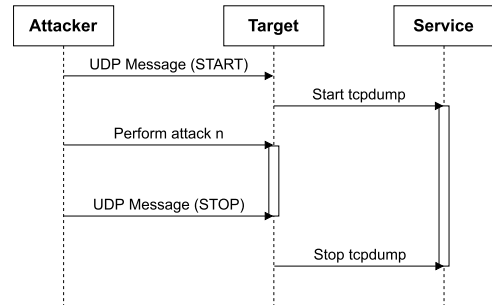 Attacker
Target
Service
UDP Message (START)
Start tcpdump
Perform attack n
UDP Message (STOP)
Stop tcpdump